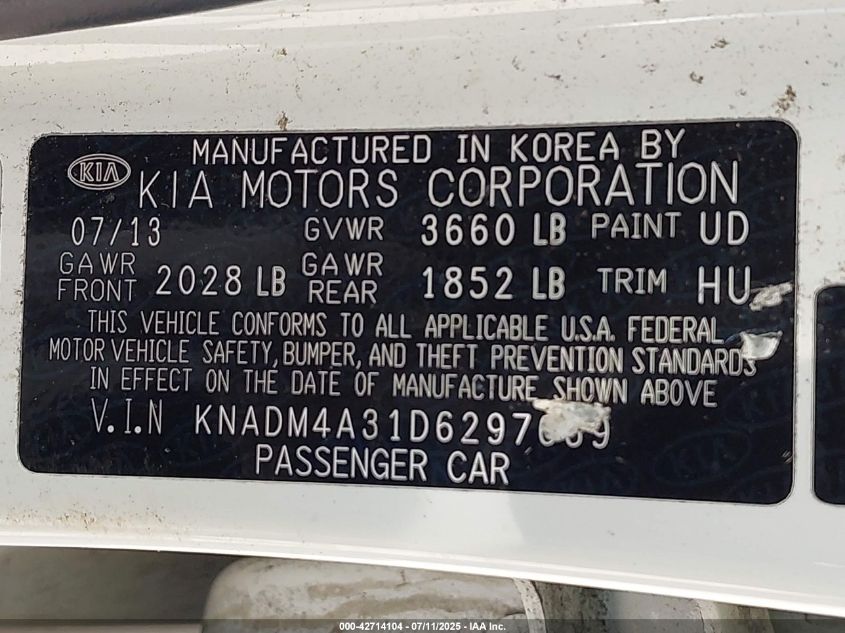 MANUFACTURED IN KOREA BY
KIA KIA MOTORS CORPORATION
07/13 GVWR 3660 LB PAINT UD
GAWR FRONT 2028 LB GAWR REAR 1852 LB TRIM HU
THIS VEHICLE CONFORMS TO ALL APPLICABLE U.S.A. FEDERAL
MOTOR VEHICLE SAFETY, BUMPER, AND THEFT PREVENTION STANDARDS
IN EFFECT ON THE DATE OF MANUFACTURE SHOWN ABOVE
V.I.N
PASSENGER CAR
000-42714104 - 07/11/2025 - IAA Inc.